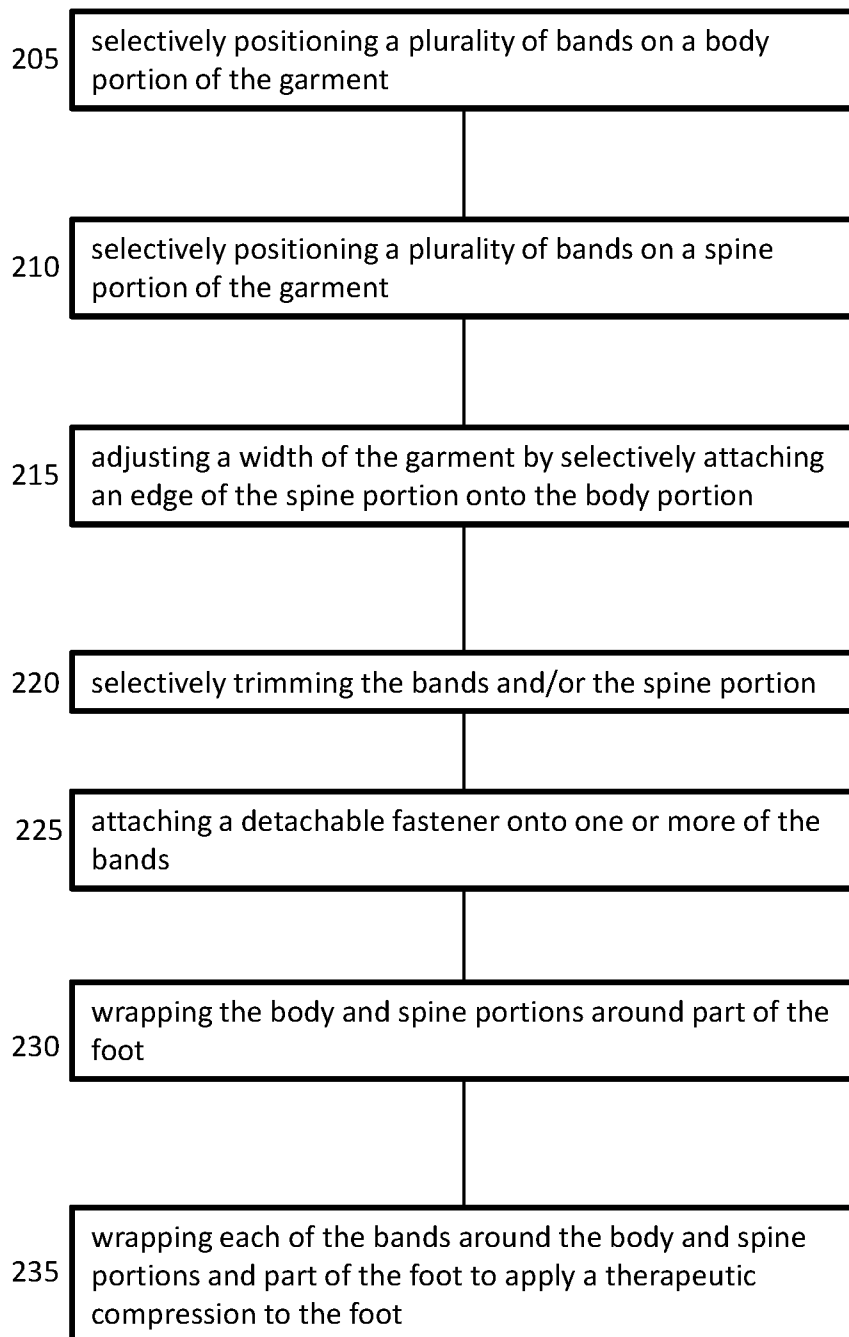 205
selectively positioning a plurality of bands on a body
portion of the garment
210
selectively positioning a plurality of bands on a spine
portion of the garment
215
adjusting a width of the garment by selectively attaching
an edge of the spine portion onto the body portion
220
selectively trimming the bands and/or the spine portion
225
attaching a detachable fastener onto one or more of the
bands
230
wrapping the body and spine portions around part of the
foot
235
wrapping each of the bands around the body and spine
portions and part of the foot to apply a therapeutic
compression to the foot